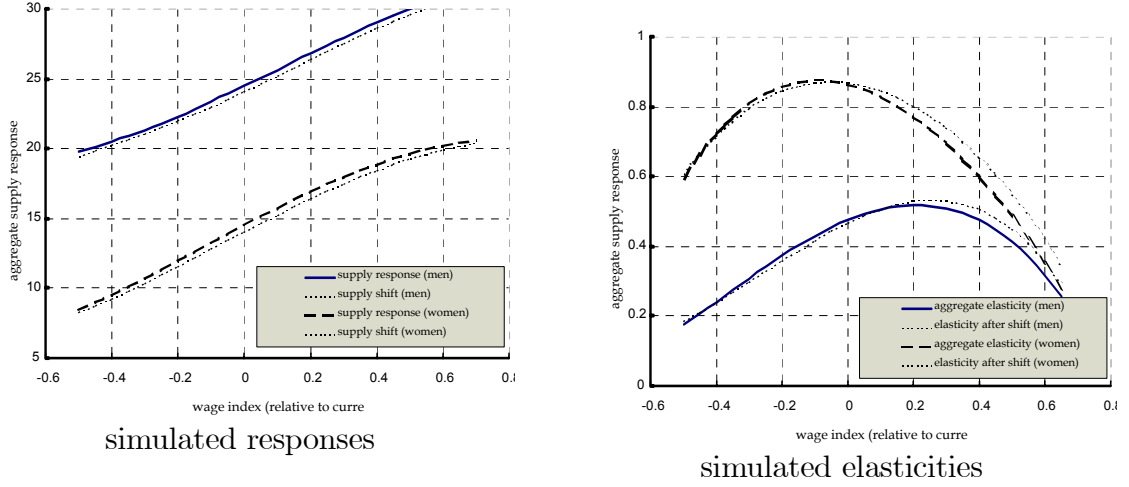 30
25
20
15
10
5
-0.6
-0.4
-0.2
0
0.2
0.4
0.6
0.8
aggregate supply response
supply response (men)
supply shift (men)
supply response (women)
supply shift (women)
wage index (relative to curre
simulated responses
1
0.8
0.6
0.4
0.2
0
-0.6
-0.4
-0.2
0
0.2
0.4
0.6
0.8
aggregate supply response
aggregate elasticity (men)
elasticity after shift (men)
aggregate elasticity (women)
elasticity after shift (women)
wage index (relative to curre
simulated elasticities